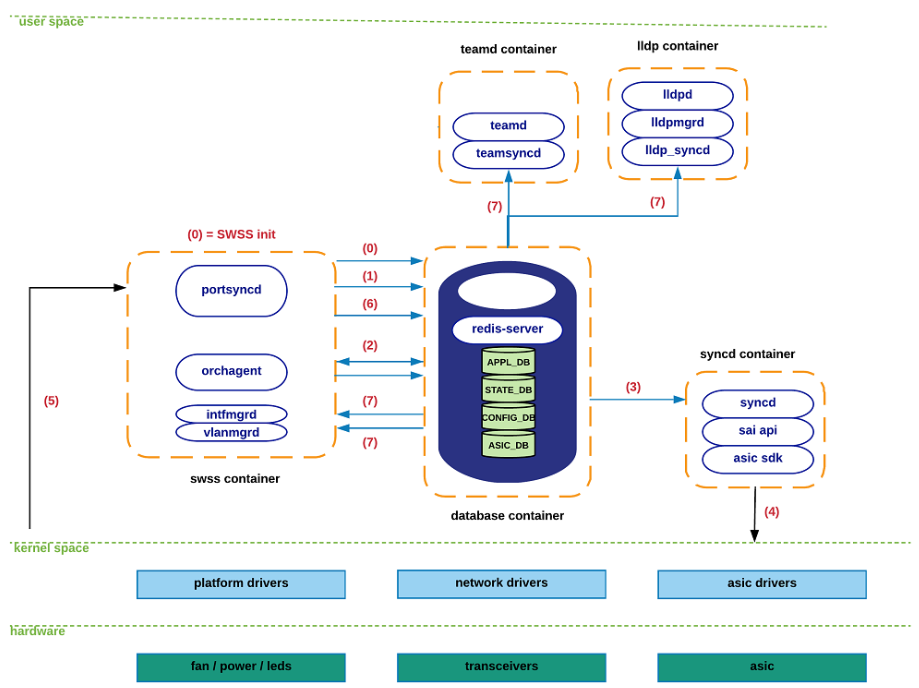 user space
teamd container
lldp container
lldpd
teamd
lldpmgrd
teamsyncd
lldp_syncd
(7)
(7)
(0) = SWSS init
(0)
portsyncd
(1)
(6)
redis-server
(2)
APPL_DB
orchagent
STATE_DB
syncd container
(5)
(7)
(3)
intfmgrd
CONFIG_DB
syncd
vlanmgrd
(7)
ASIC_DB
sai api
asic sdk
swss container
database container
(4)
kernel space
platform drivers
network drivers
asic drivers
hardware
fan / power / leds
transceivers
asic